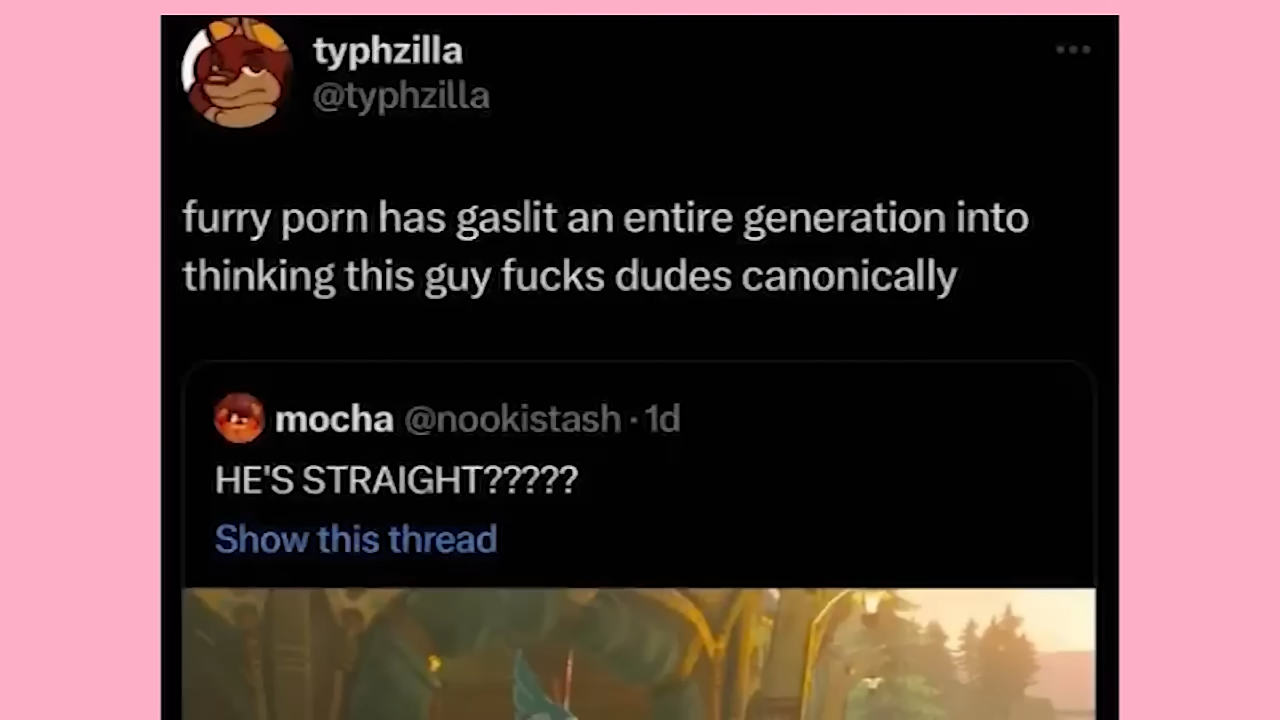 typhzilla
@typhzilla
furry porn has gaslit an entire generation into
thinking this guy fucks dudes canonically
mocha @nookistash · 1d
HE'S STRAIGHT?????
Show this thread